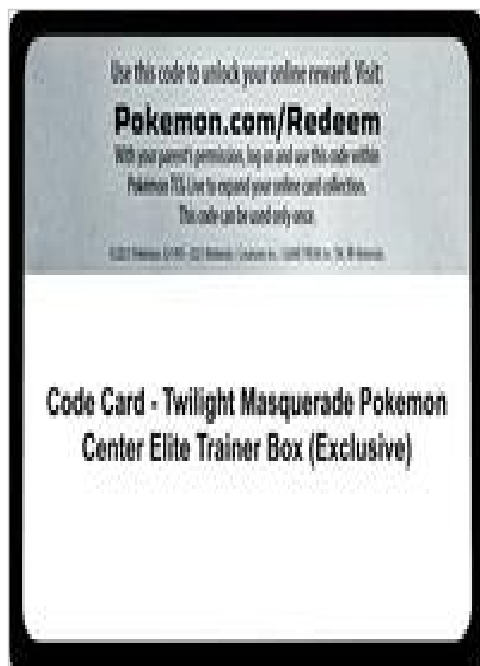 Use this code to unlock your online reward. Visit:
Pokemon.com/Redeem
With your parent's permission, log on and use this code within
Pokémon TCG Live to expand your online card collection.
This code can be used only once.
Code Card - Twilight Masquerade Pokemon
Center Elite Trainer Box (Exclusive)